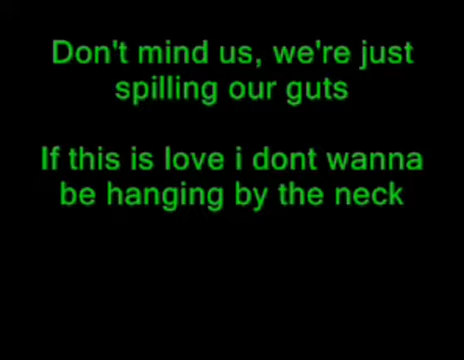 Don't mind us, we're just
spilling our guts
If this is love i dont wanna
be hanging by the neck